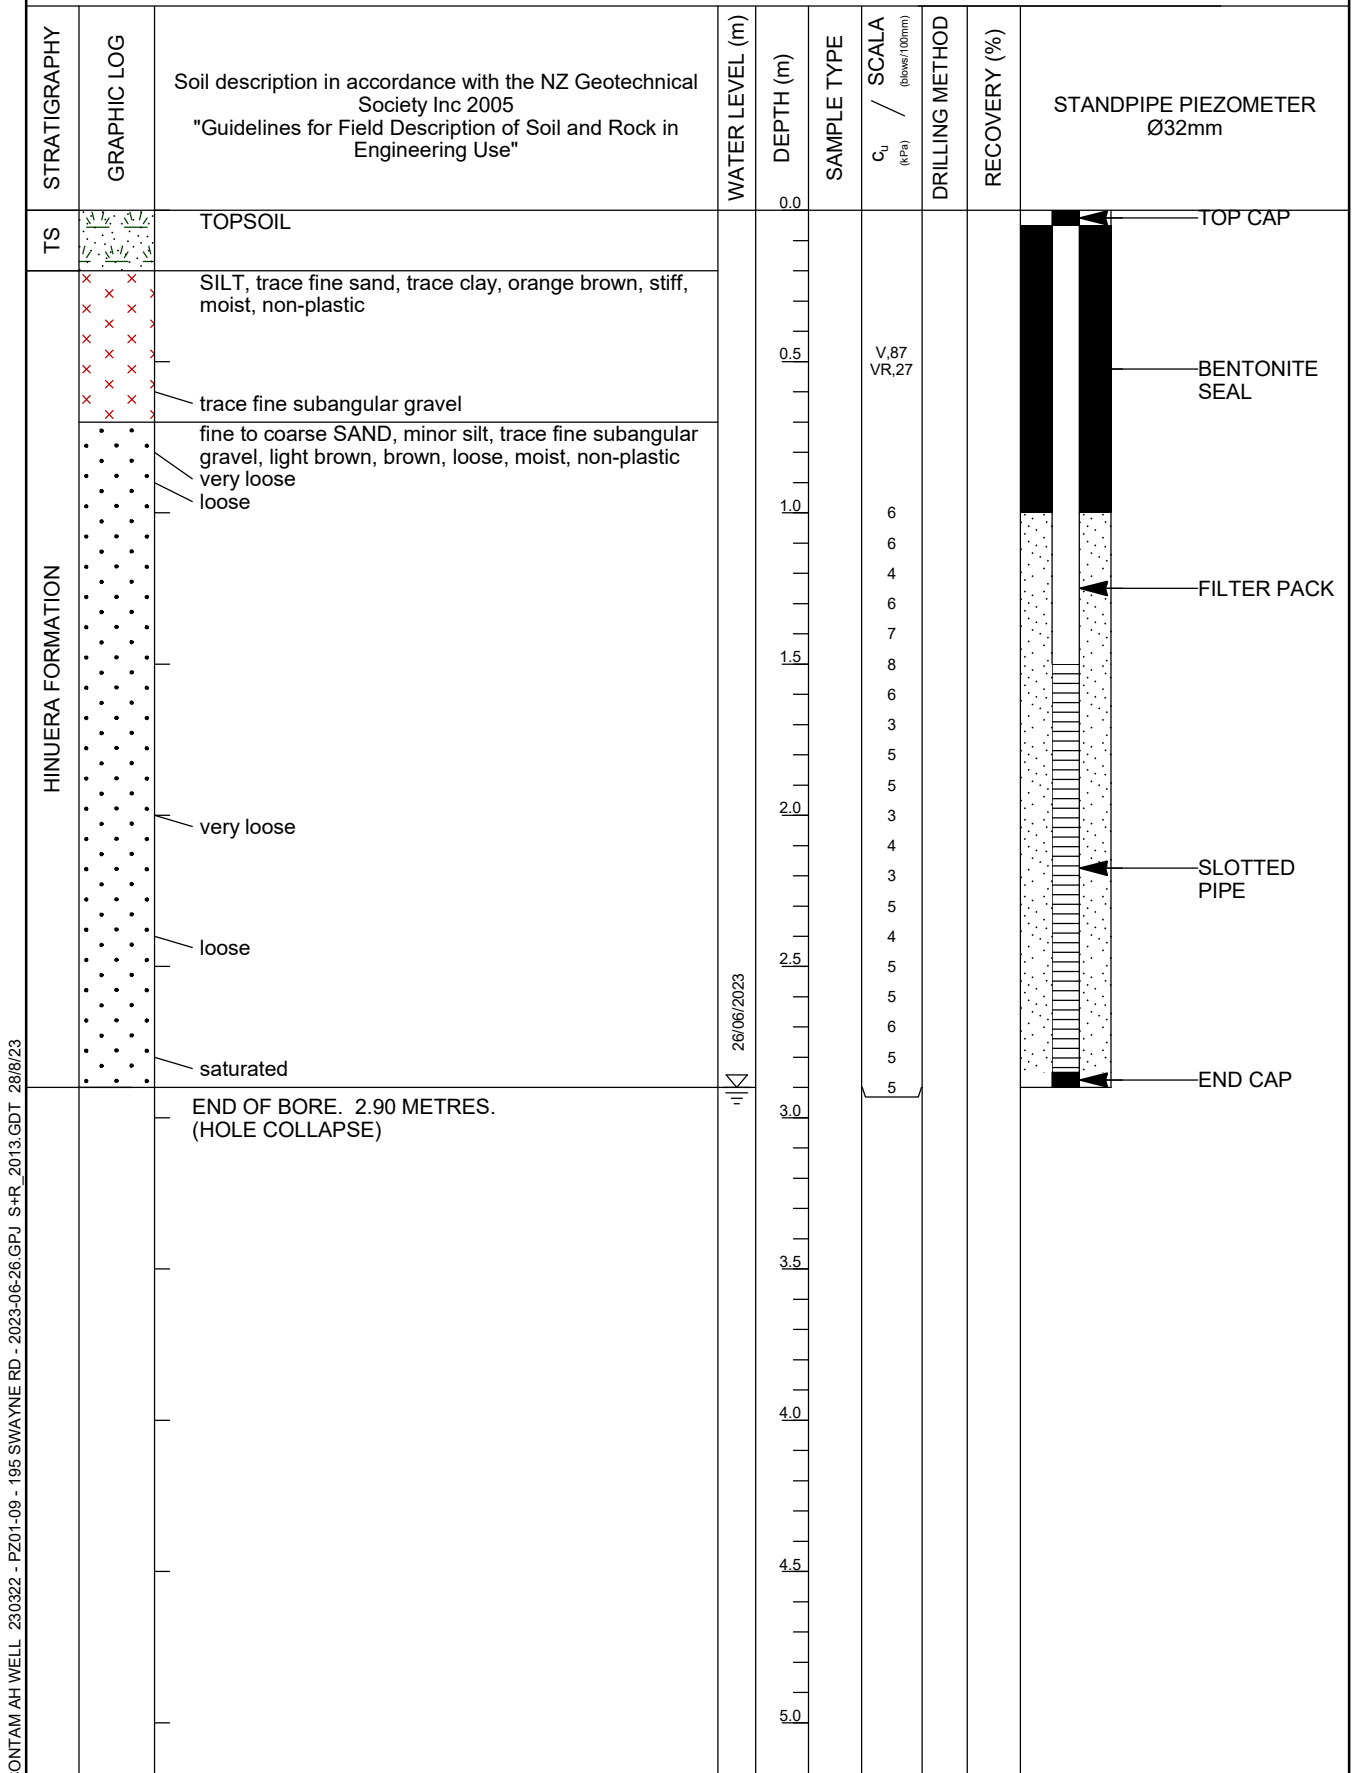 STRATIGRAPHY
GRAPHIC LOG
Soil description in accordance with the NZ Geotechnical
Society Inc 2005
"Guidelines for Field Description of Soil and Rock in
Engineering Use"
WATER LEVEL (m)
DEPTH (m)
SAMPLE TYPE
cu / SCALA
(kPa) (blows/100mm)
DRILLING METHOD
RECOVERY (%)
STANDPIPE PIEZOMETER
Ø32mm
0.0
TS
TOPSOIL
TOP CAP
SILT, trace fine sand, trace clay, orange brown, stiff,
moist, non-plastic
0.5
V,87
VR,27
BENTONITE
SEAL
trace fine subangular gravel
HINUERA FORMATION
fine to coarse SAND, minor silt, trace fine subangular
gravel, light brown, brown, loose, moist, non-plastic
very loose
loose
1.0
6
6
4
FILTER PACK
6
7
1.5
8
6
3
5
5
2.0
3
very loose
4
3
SLOTTED
PIPE
5
4
loose
2.5
5
5
26/06/2023
6
5
saturated
5
END CAP
END OF BORE. 2.90 METRES.
(HOLE COLLAPSE)
3.0
3.5
4.0
4.5
5.0
ONTAM AH WELL 230322 - PZ01-09 - 195 SWAYNE RD - 2023-06-26.GPJ S+R_2013.GDT 28/8/23